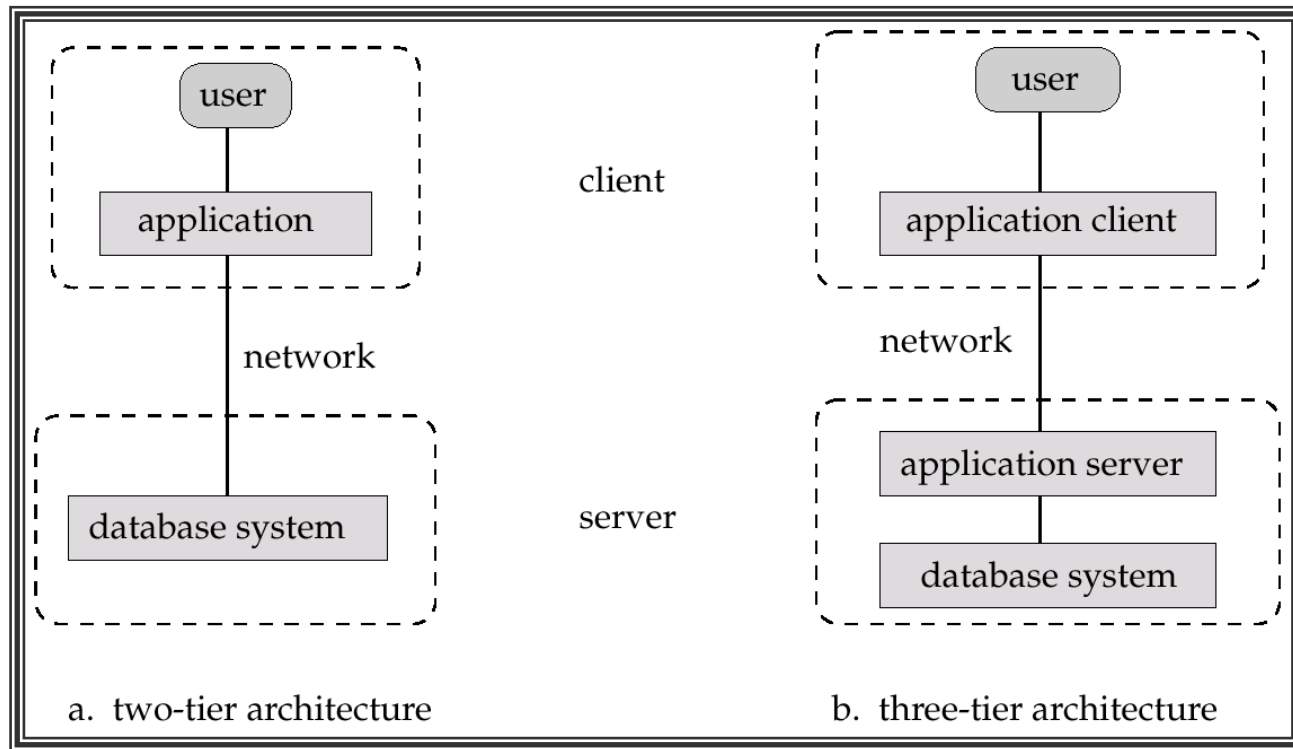 user
application
network
database system
a. two-tier architecture
client
server
user
application client
network
application server
database system
b. three-tier architecture